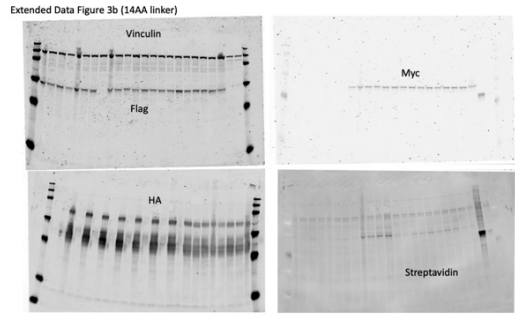 Extended Data Figure 3b (14AA linker)
Vinculin
Flag
Myc
HA
Streptavidin